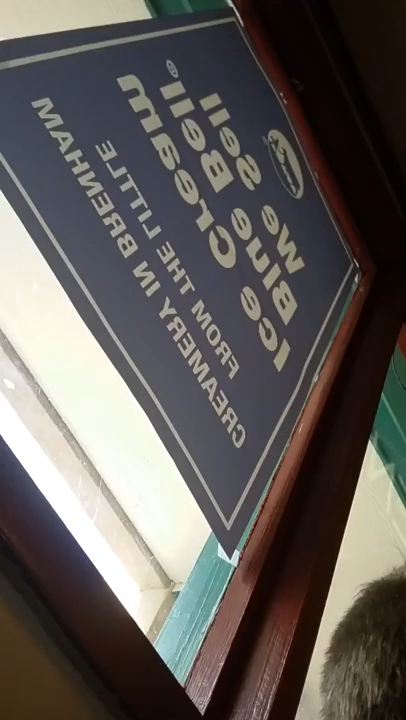 We
Sell
Blue Bell®
Ice Cream
FROM THE LITTLE
CREAMERY IN BRENHAM